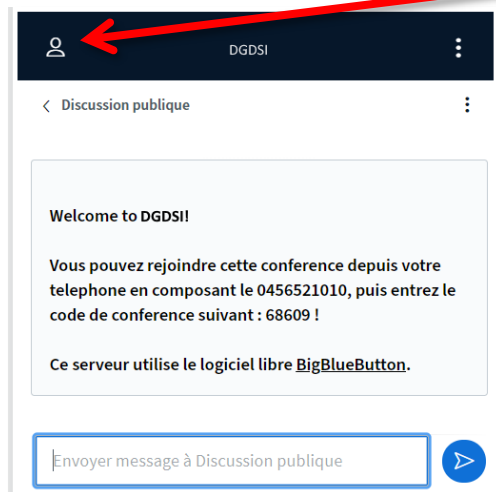 DGDSI
Discussion publique
Welcome to DGDSI!
Vous pouvez rejoindre cette conference depuis votre
telephone en composant le 0456521010, puis entrez le
code de conference suivant : 68609 !
Ce serveur utilise le logiciel libre BigBlueButton.
Envoyer message à Discussion publique